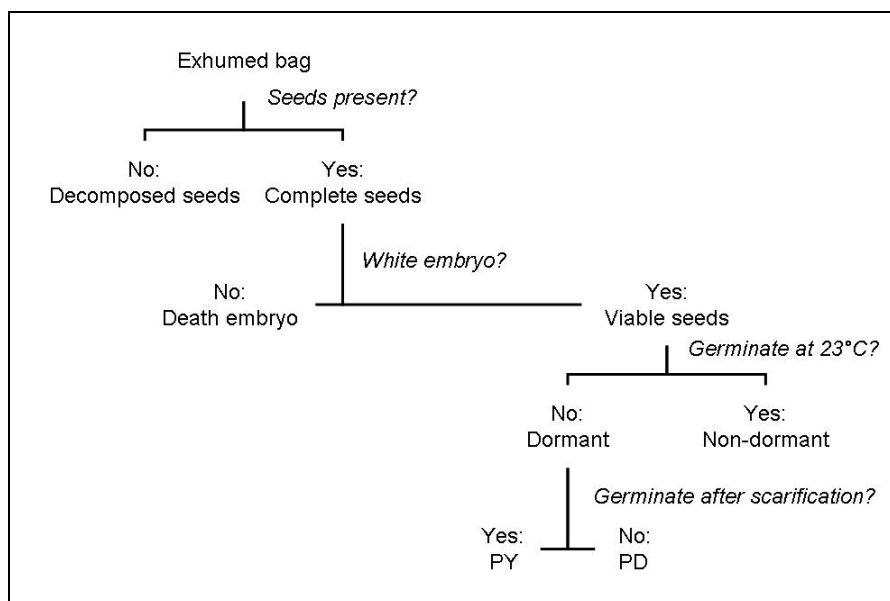 Exhumed bag
Seeds present?
No:
Decomposed seeds
Yes:
Complete seeds
White embryo?
No:
Death embryo
Yes:
Viable seeds
Germinate at 23°C?
No:
Dormant
Yes:
Non-dormant
Germinate after scarification?
Yes:
PY
No:
PD